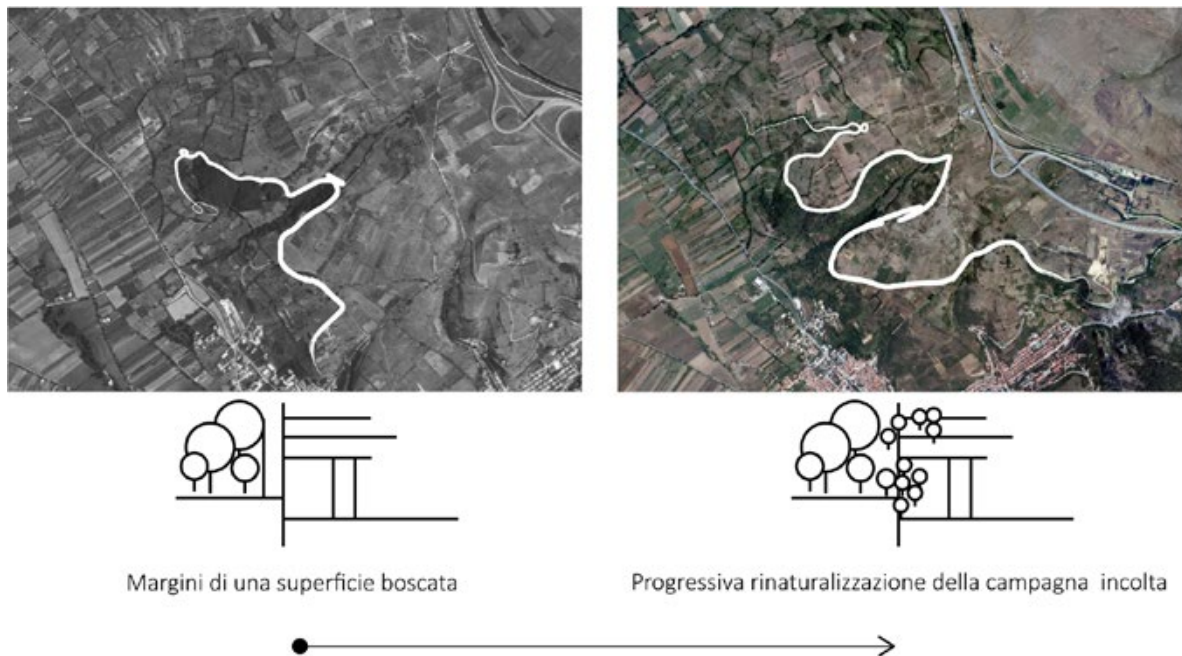 Margini di una superficie boscata
Progressiva rinaturalizzazione della campagna incolta